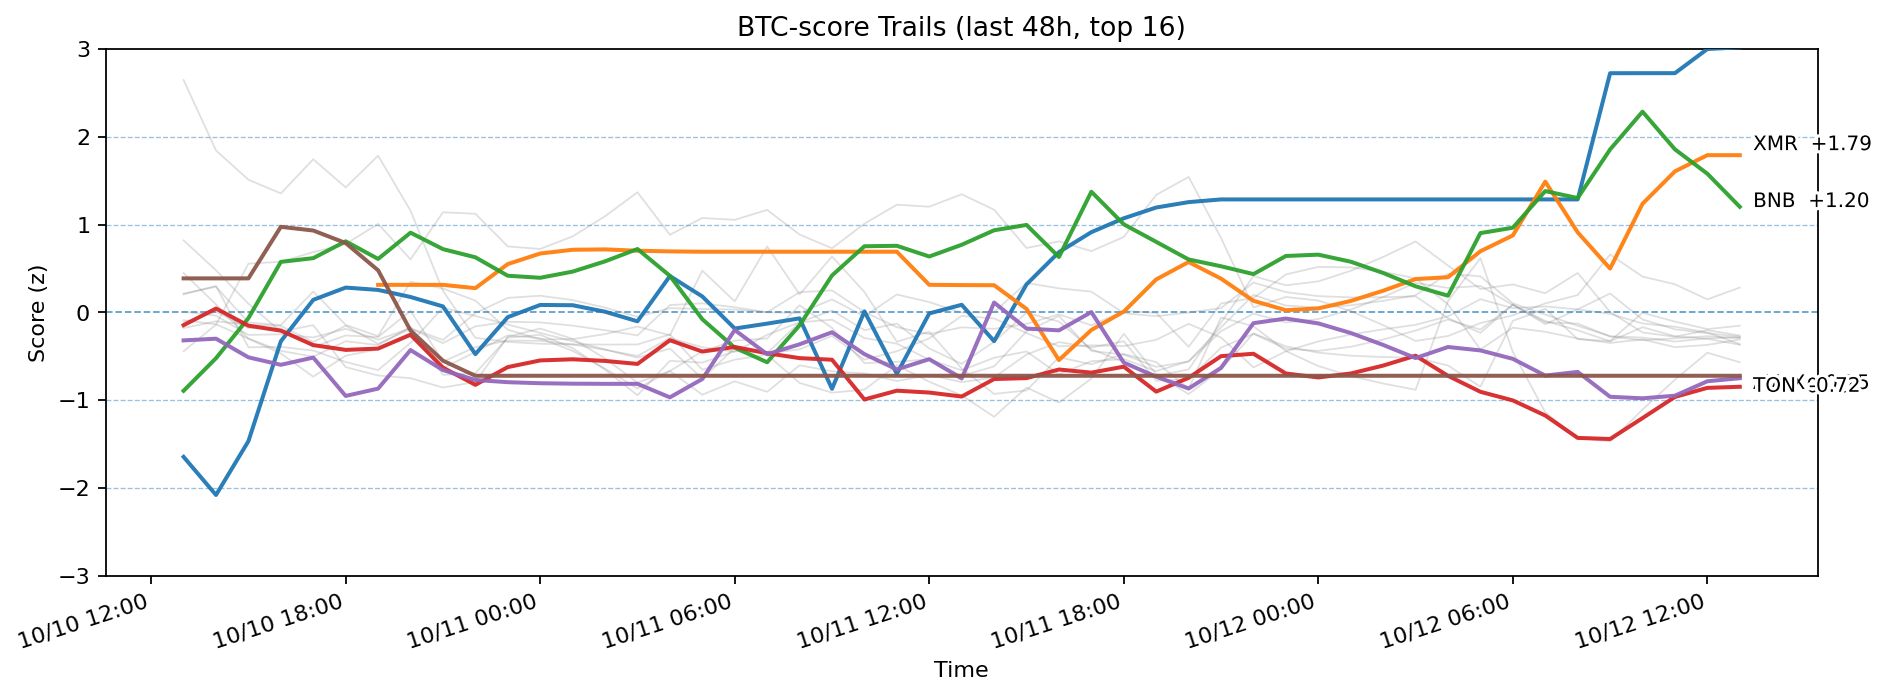 BTC-score Trails (last 48h, top 16)
3
2
1
0
−1
−2
−3
Score (z)
XMR +1.79
BNB +1.20
TON
10/10 12:00
10/10 18:00
10/11 00:00
10/11 06:00
10/11 12:00
10/11 18:00
10/12 00:00
10/12 06:00
10/12 12:00
Time